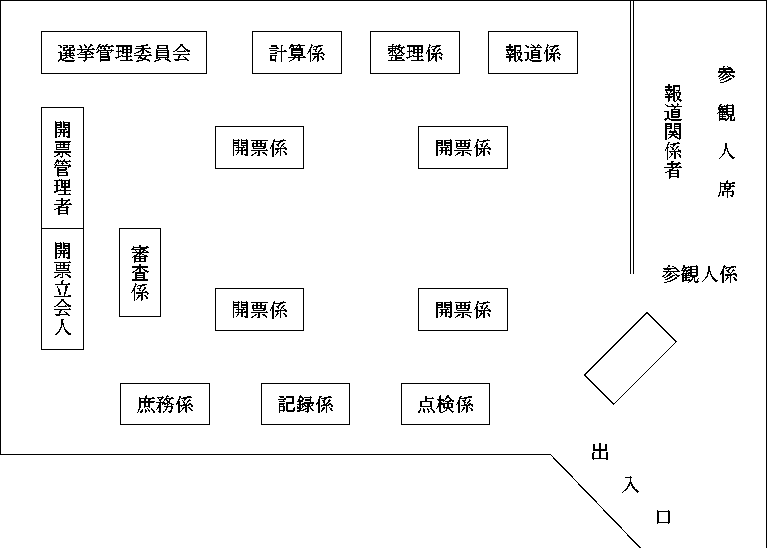 選挙管理委員会
計算係
整理係
報道係
参観人席
報道関係者
開票管理者
開票係
開票係
開票立会人
審査係
参観人係
開票係
開票係
庶務係
記録係
点検係
出入口